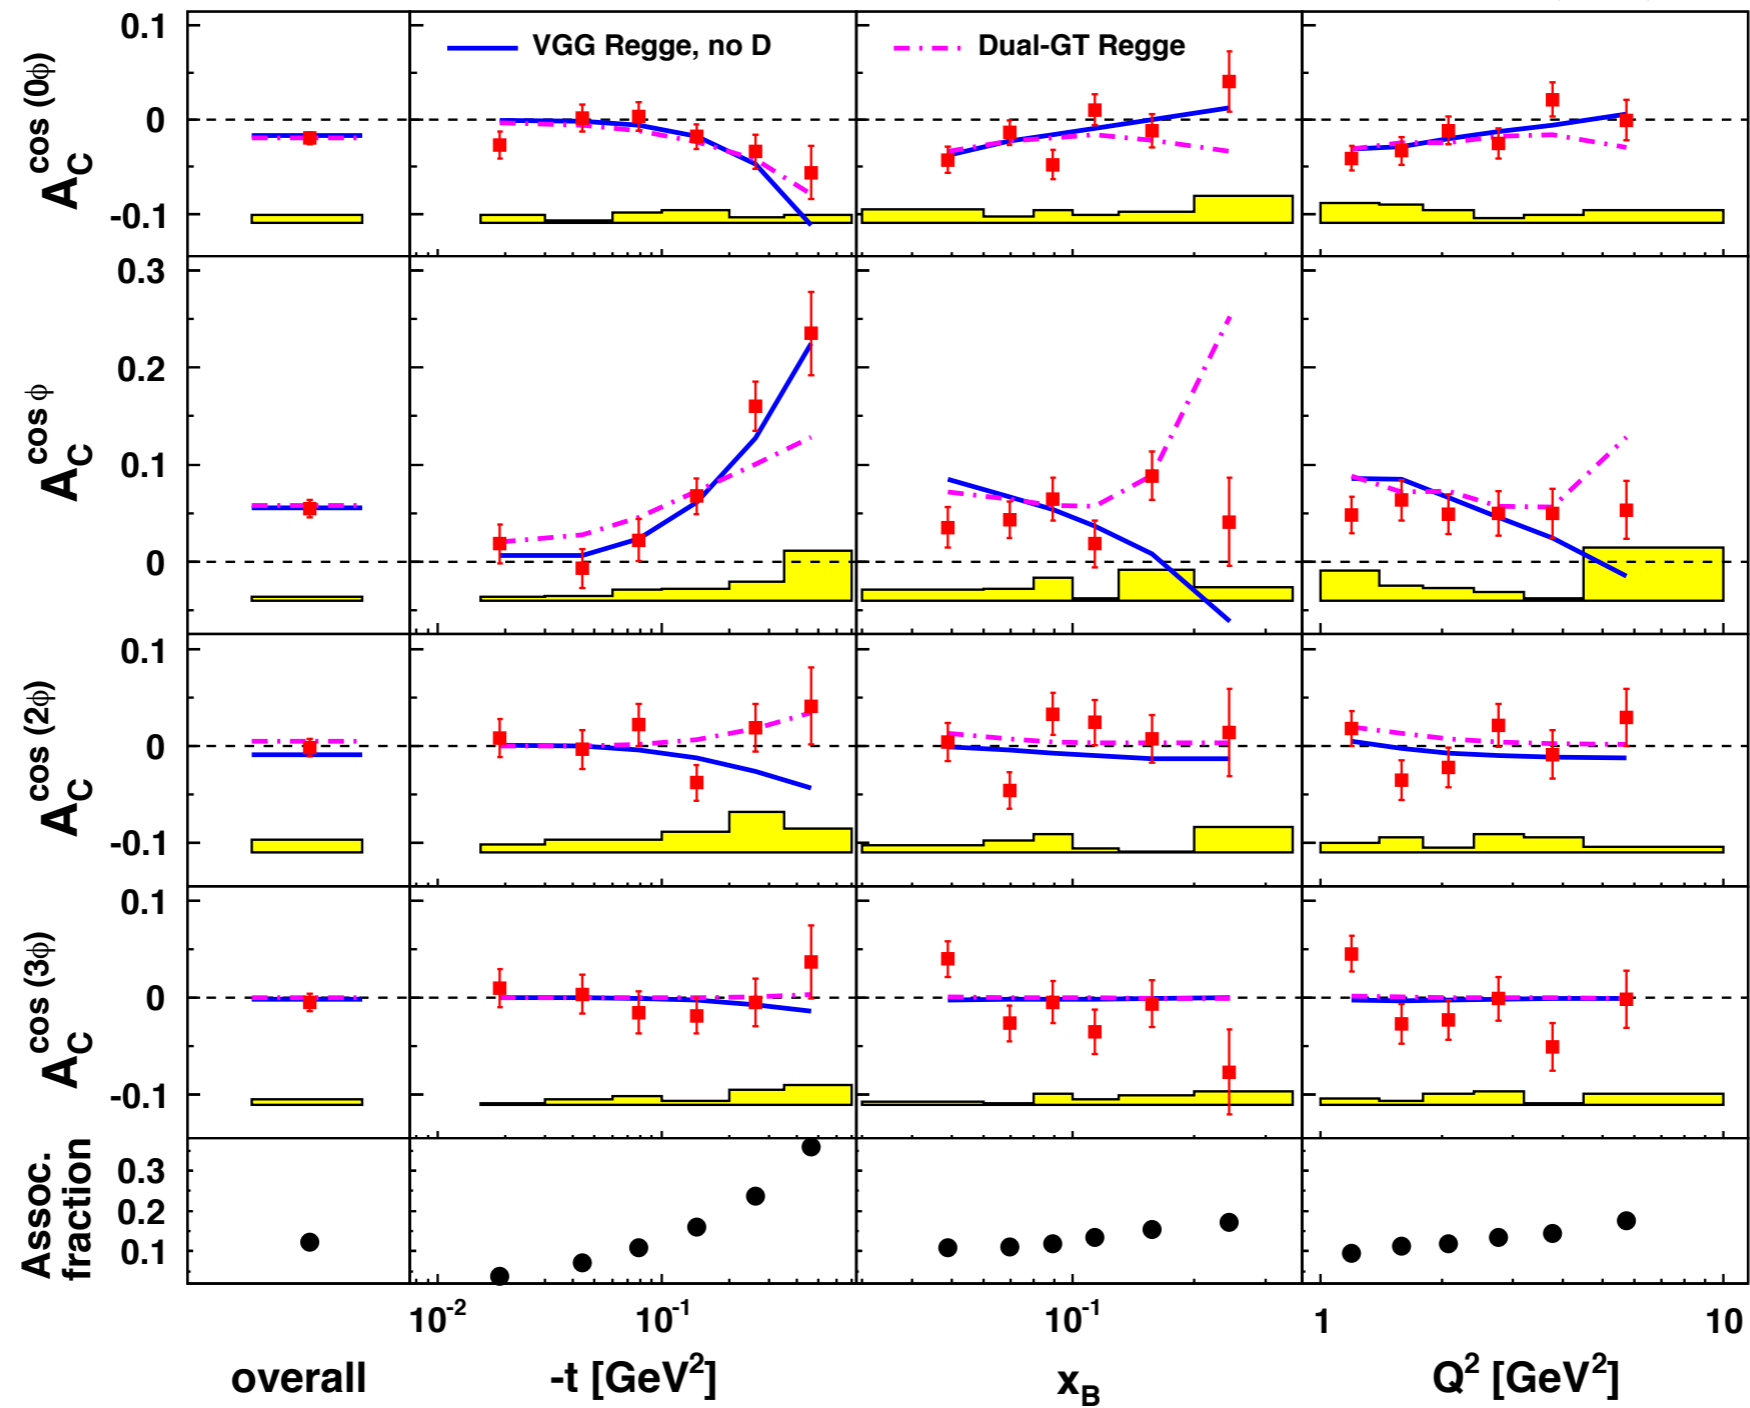 VGG Regge, no D
Dual-GT Regge
A_C^cos (0ϕ)
0.1
0
-0.1
A_C^cos ϕ
0.3
0.2
0.1
0
A_C^cos (2ϕ)
0.1
0
-0.1
A_C^cos (3ϕ)
0.1
0
-0.1
Assoc.
fraction
0.3
0.2
0.1
10^-2 10^-1 10^-1 1 10
overall -t [GeV^2] x_B Q^2 [GeV^2]